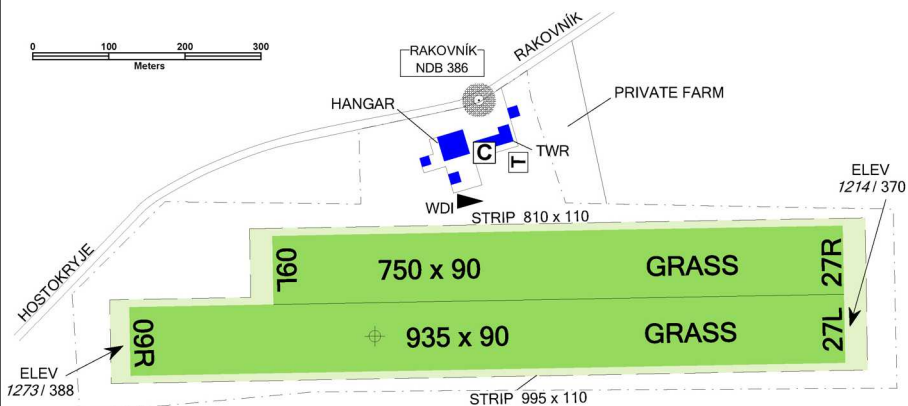 0 100 200 300
Meters
RAKOVNÍK
NDB 386
RAKOVNÍK
HANGAR
PRIVATE FARM
C
T
TWR
WDI
ELEV
1214 / 370
STRIP 810 x 110
HOSTOKRYJE
09L
750 x 90
GRASS
27R
09R
935 x 90
GRASS
27L
ELEV
1273 / 388
STRIP 995 x 110